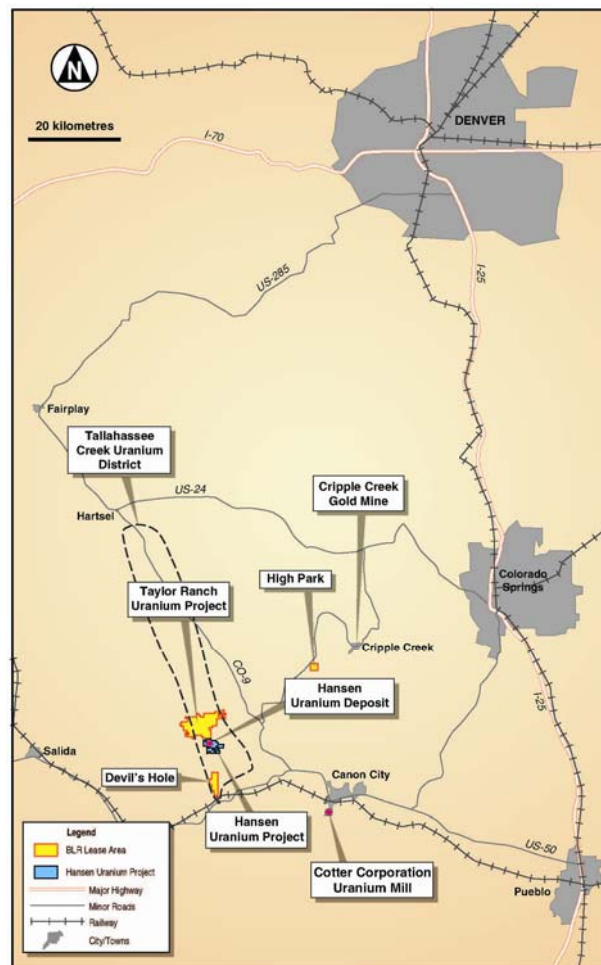 N
20 kilometres
DENVER
I-70
I-25
US-285
Fairplay
Tallahassee
Creek Uranium
District
Cripple Creek
Gold Mine
US-24
Hartsel
Colorado
Springs
High Park
Taylor Ranch
Uranium Project
Cripple Creek
CO-9
Hansen
Uranium Deposit
I-25
Salida
Devil's Hole
Canon City
Hansen
Uranium Project
US-50
Cotter Corporation
Uranium Mill
Pueblo
Legend
BLR Lease Area
Hansen Uranium Project
Major Highway
Minor Roads
Railway
City/Towns